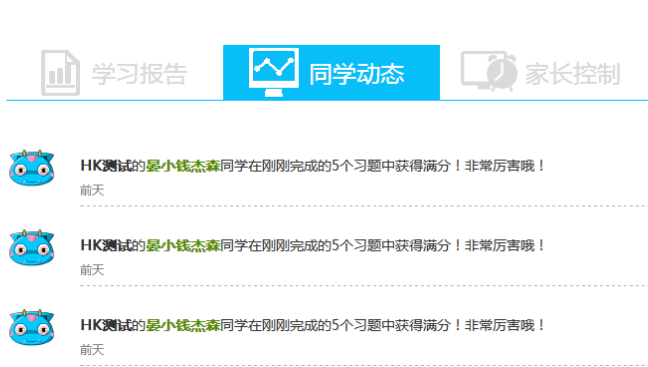 学习报告 同学动态 家长控制
HK测试的晏小钱杰森同学在刚刚完成的5个习题中获得满分！非常厉害哦！
前天
HK测试的晏小钱杰森同学在刚刚完成的5个习题中获得满分！非常厉害哦！
前天
HK测试的晏小钱杰森同学在刚刚完成的5个习题中获得满分！非常厉害哦！
前天